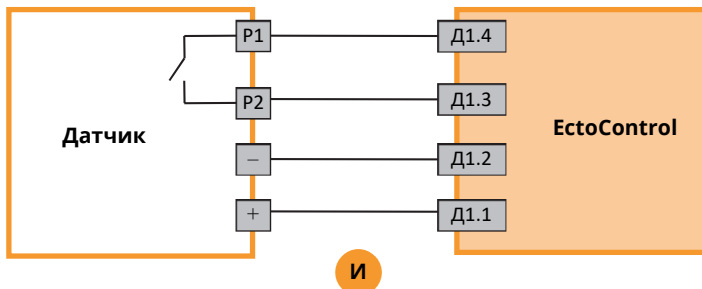 P1
Д1.4
P2
Д1.3
Датчик
EctoControl
–
Д1.2
+
Д1.1
И